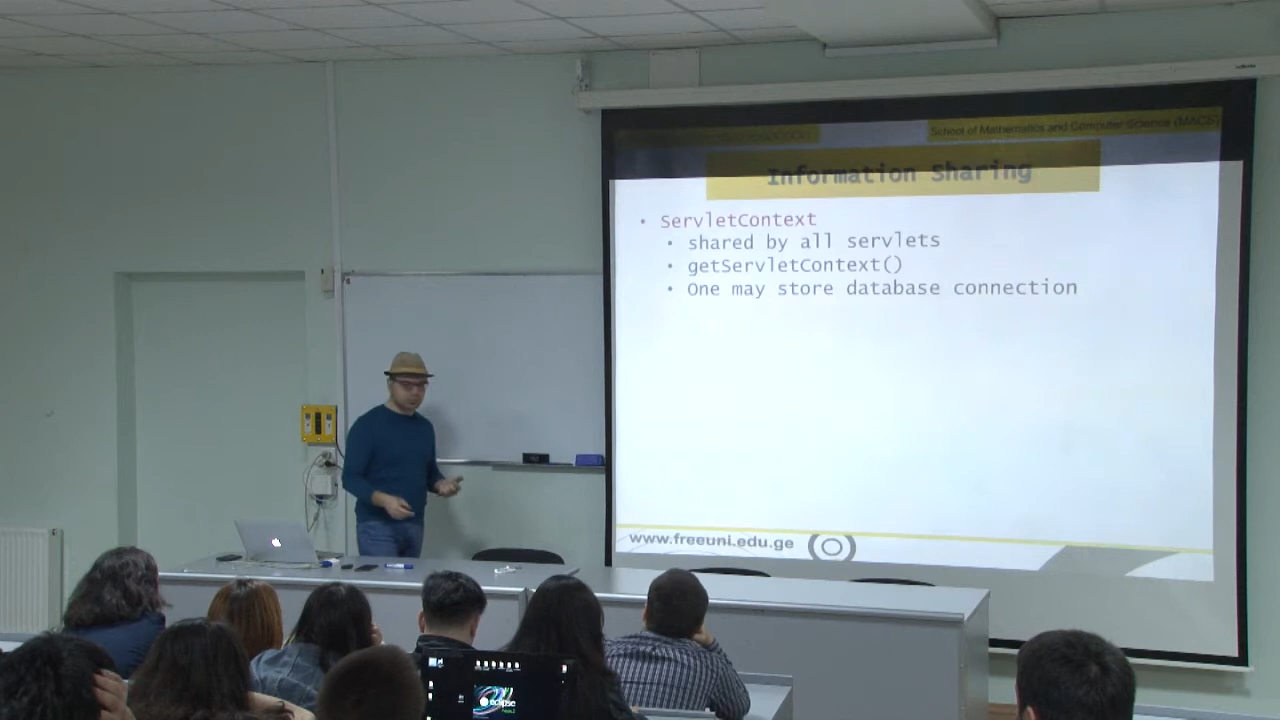 School of Mathematics and Computer Science (MACS)
Information Sharing
• ServletContext
• shared by all servlets
• getServletContext()
• One may store database connection
www.freeuni.edu.ge
eclipse